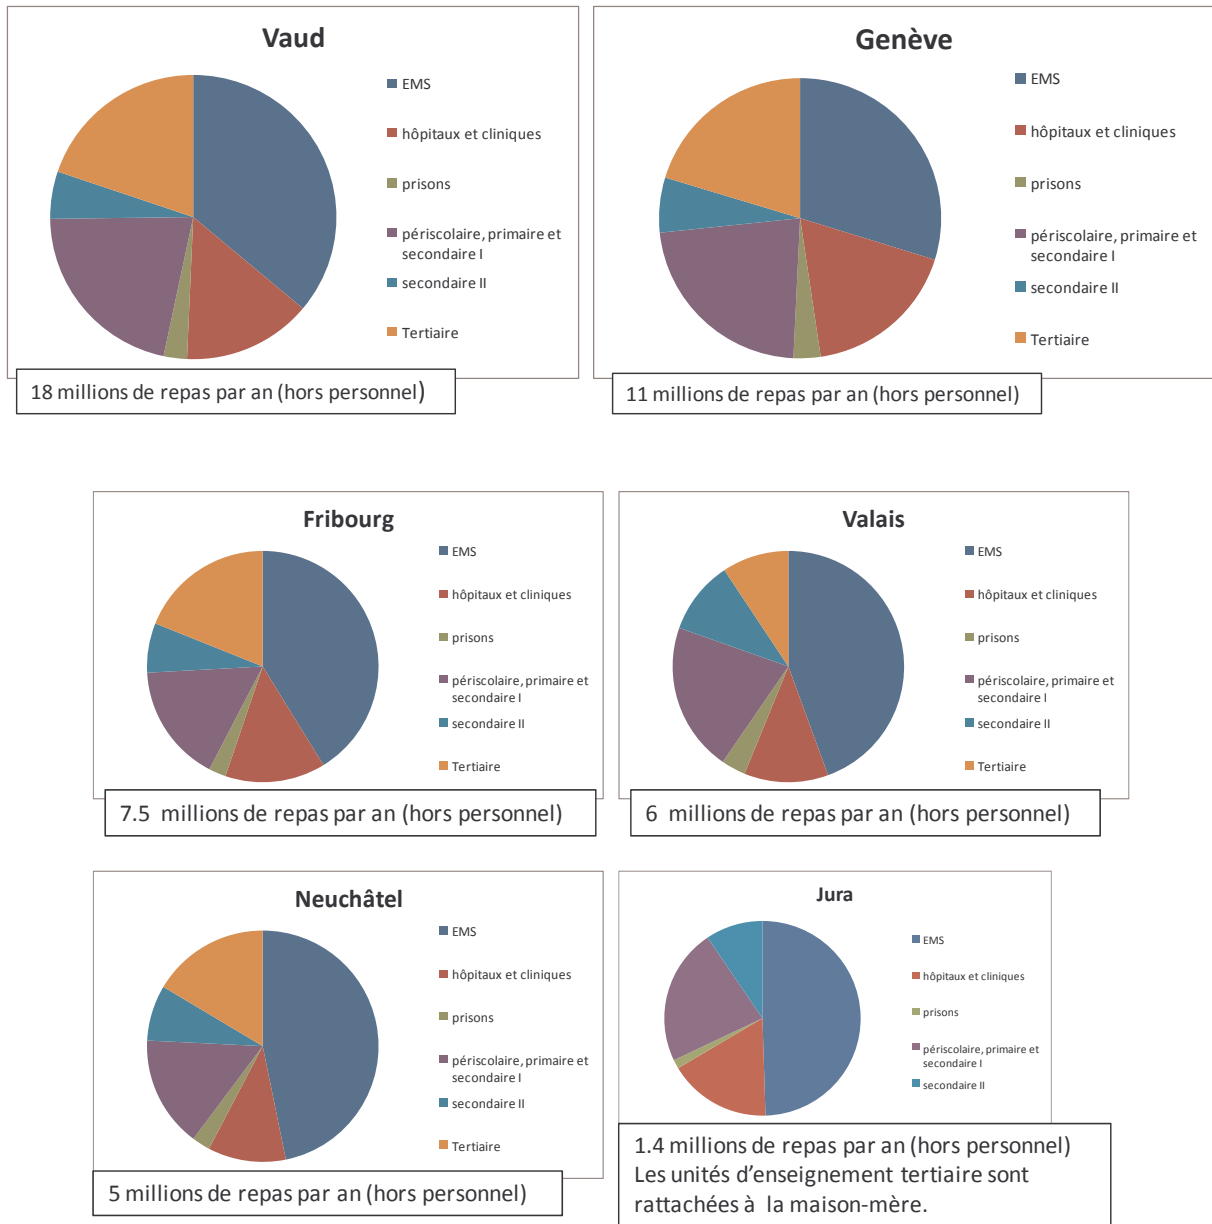 Vaud
EMS
hôpitaux et cliniques
prisons
périscolaire, primaire et
secondaire I
secondaire II
Tertiaire
18 millions de repas par an (hors personnel)
Genève
EMS
hôpitaux et cliniques
prisons
périscolaire, primaire et
secondaire I
secondaire II
Tertiaire
11 millions de repas par an (hors personnel)
Fribourg
EMS
hôpitaux et cliniques
prisons
périscolaire, primaire et
secondaire I
secondaire II
Tertiaire
7.5 millions de repas par an (hors personnel)
Valais
EMS
hôpitaux et cliniques
prisons
périscolaire, primaire et
secondaire I
secondaire II
Tertiaire
6 millions de repas par an (hors personnel)
Neuchâtel
EMS
hôpitaux et cliniques
prisons
périscolaire, primaire et
secondaire I
secondaire II
Tertiaire
5 millions de repas par an (hors personnel)
Jura
EMS
hôpitaux et cliniques
prisons
périscolaire, primaire et
secondaire I
secondaire II
1.4 millions de repas par an (hors personnel)
Les unités d'enseignement tertiaire sont
rattachées à la maison-mère.